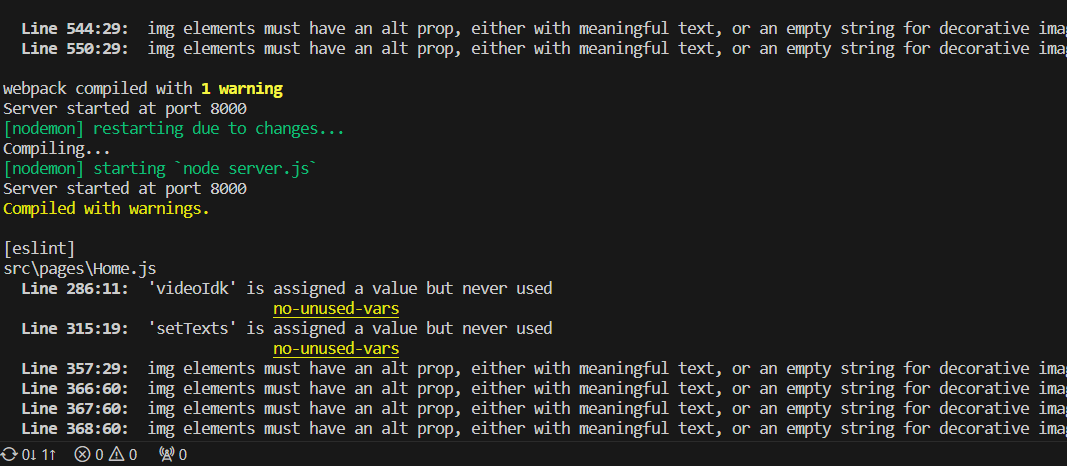 Line 544:29:  img elements must have an alt prop, either with meaningful text, or an empty string for decorative ima
Line 550:29:  img elements must have an alt prop, either with meaningful text, or an empty string for decorative ima
webpack compiled with 1 warning
Server started at port 8000
[nodemon] restarting due to changes...
Compiling...
[nodemon] starting `node server.js`
Server started at port 8000
Compiled with warnings.
[eslint]
src\pages\Home.js
Line 286:11:  'videoIdk' is assigned a value but never used
no-unused-vars
Line 315:19:  'setTexts' is assigned a value but never used
no-unused-vars
Line 357:29:  img elements must have an alt prop, either with meaningful text, or an empty string for decorative ima
Line 366:60:  img elements must have an alt prop, either with meaningful text, or an empty string for decorative ima
Line 367:60:  img elements must have an alt prop, either with meaningful text, or an empty string for decorative ima
Line 368:60:  img elements must have an alt prop, either with meaningful text, or an empty string for decorative ima
0↓ 1↑ 0 0 0